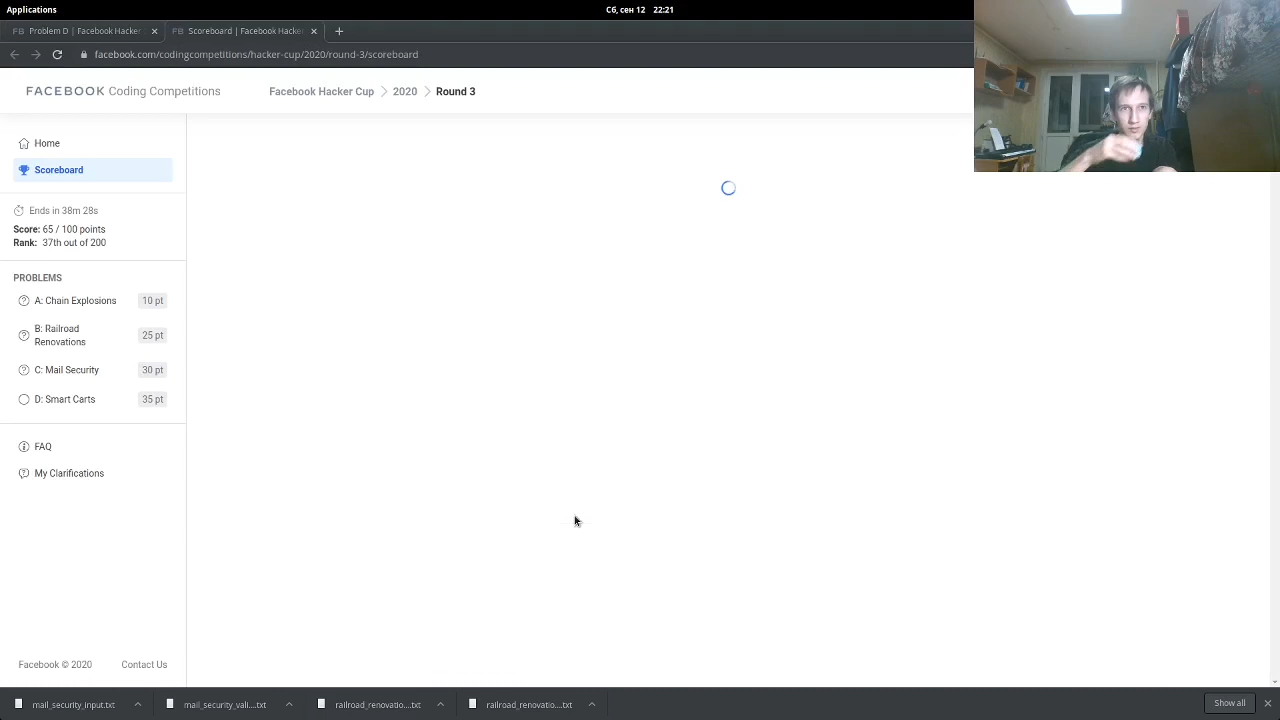 Applications
Сб, сен 12 22:21
Problem D | Facebook Hacker
Scoreboard | Facebook Hacke
facebook.com/codingcompetitions/hacker-cup/2020/round-3/scoreboard
FACEBOOK Coding Competitions
Facebook Hacker Cup
2020
Round 3
Home
Scoreboard
Ends in 38m 28s
Score: 65 / 100 points
Rank: 37th out of 200
PROBLEMS
A: Chain Explosions 10 pt
B: Railroad
Renovations 25 pt
C: Mail Security 30 pt
D: Smart Carts 35 pt
FAQ
My Clarifications
Facebook © 2020
Contact Us
mail_security_input.txt
mail_security_vali....txt
railroad_renovatio....txt
railroad_renovatio....txt
Show all